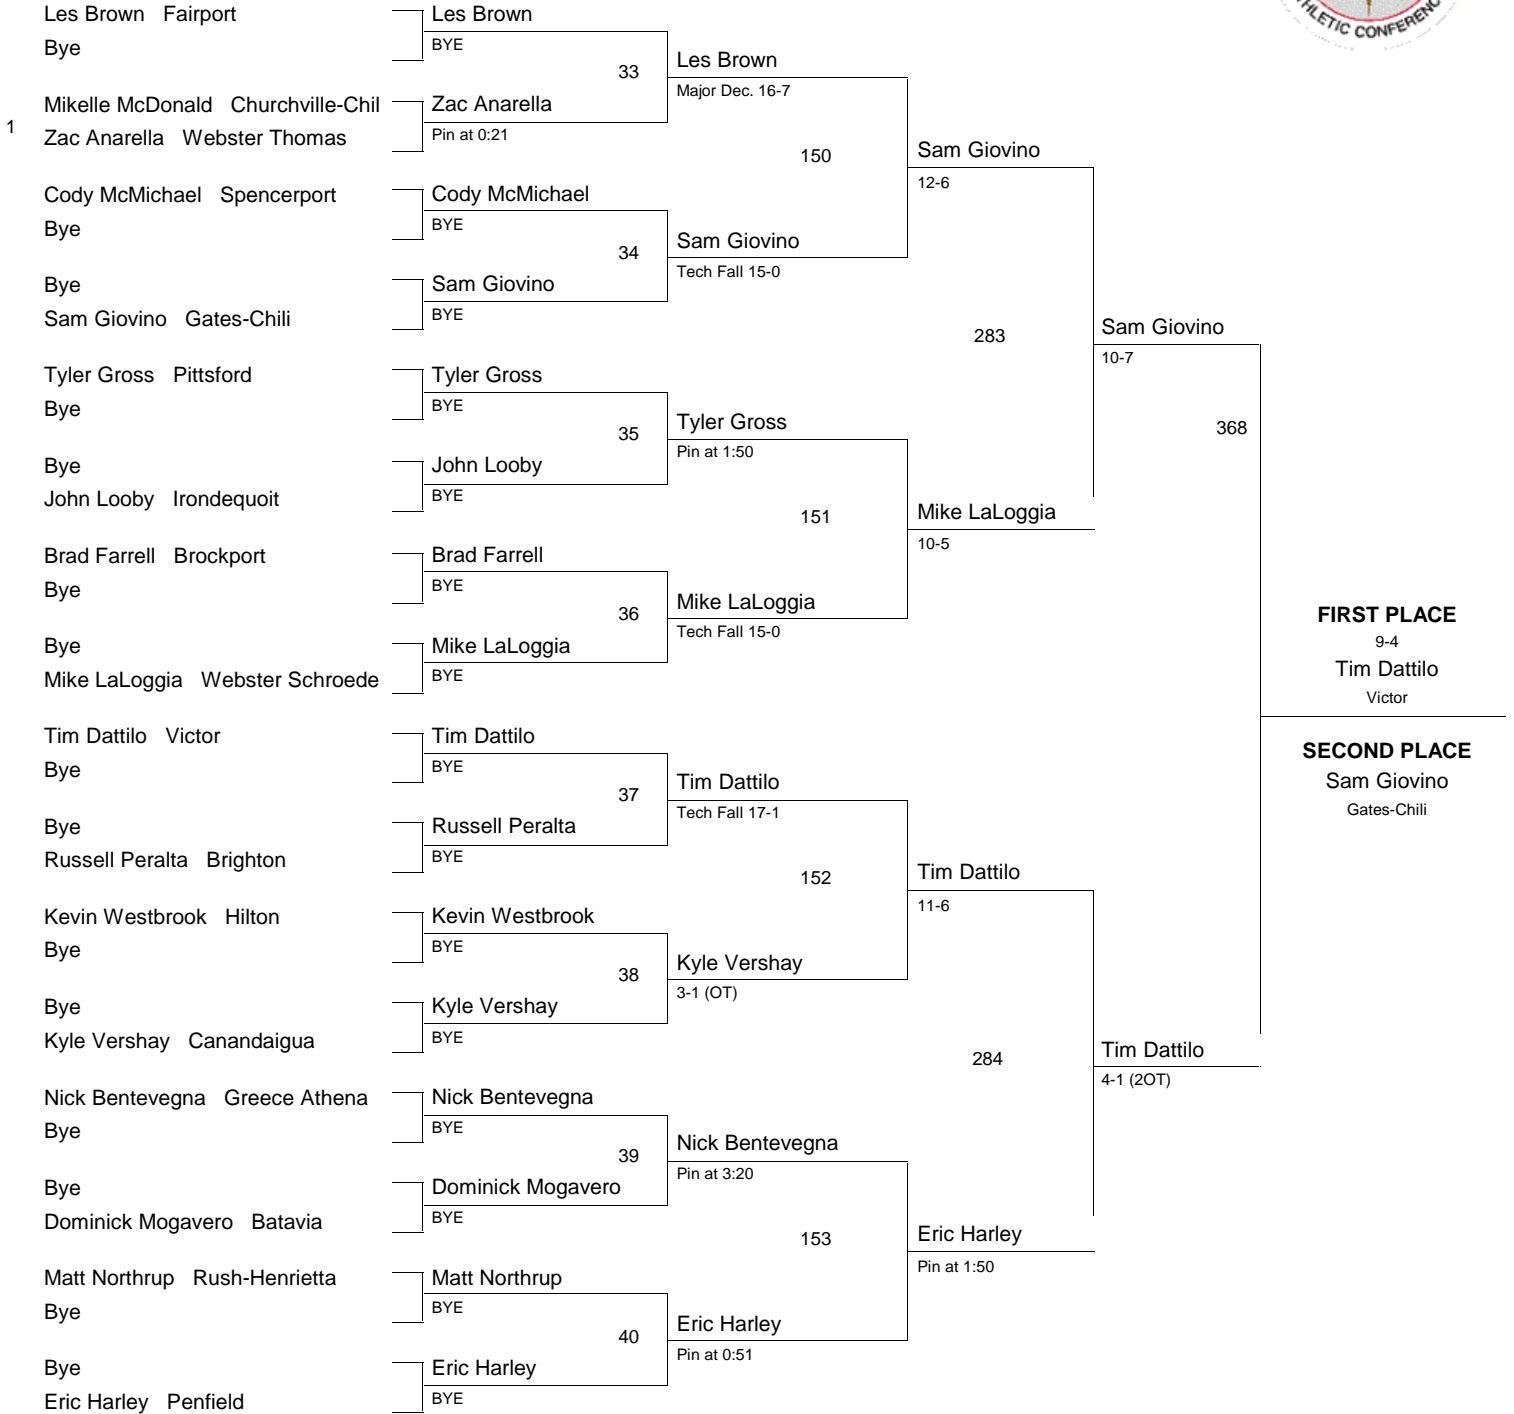 Les Brown Fairport
Bye
1
Mikelle McDonald Churchville-Chil
Zac Anarella Webster Thomas
Cody McMichael Spencerport
Bye
Bye
Sam Giovino Gates-Chili
Tyler Gross Pittsford
Bye
Bye
John Looby Irondequoit
Brad Farrell Brockport
Bye
Bye
Mike LaLoggia Webster Schroede
Tim Dattilo Victor
Bye
Bye
Russell Peralta Brighton
Kevin Westbrook Hilton
Bye
Bye
Kyle Vershay Canandaigua
Nick Bentevegna Greece Athena
Bye
Bye
Dominick Mogavero Batavia
Matt Northrup Rush-Henrietta
Bye
Bye
Eric Harley Penfield
Les Brown
BYE
33
Zac Anarella
Pin at 0:21
Cody McMichael
BYE
34
Sam Giovino
BYE
Tyler Gross
BYE
35
John Looby
BYE
Brad Farrell
BYE
36
Mike LaLoggia
BYE
Tim Dattilo
BYE
37
Russell Peralta
BYE
Kevin Westbrook
BYE
38
Kyle Vershay
BYE
Nick Bentevegna
BYE
39
Dominick Mogavero
BYE
Matt Northrup
BYE
40
Eric Harley
BYE
Les Brown
Major Dec. 16-7
150
Sam Giovino
Tech Fall 15-0
Tyler Gross
Pin at 1:50
151
Mike LaLoggia
Tech Fall 15-0
Tim Dattilo
Tech Fall 17-1
152
Kyle Vershay
3-1 (OT)
Nick Bentevegna
Pin at 3:20
153
Eric Harley
Pin at 0:51
Sam Giovino
12-6
283
Mike LaLoggia
10-5
Tim Dattilo
11-6
284
Eric Harley
Pin at 1:50
Sam Giovino
10-7
368
Tim Dattilo
4-1 (2OT)
FIRST PLACE
9-4
Tim Dattilo
Victor
SECOND PLACE
Sam Giovino
Gates-Chili
CONFERENC